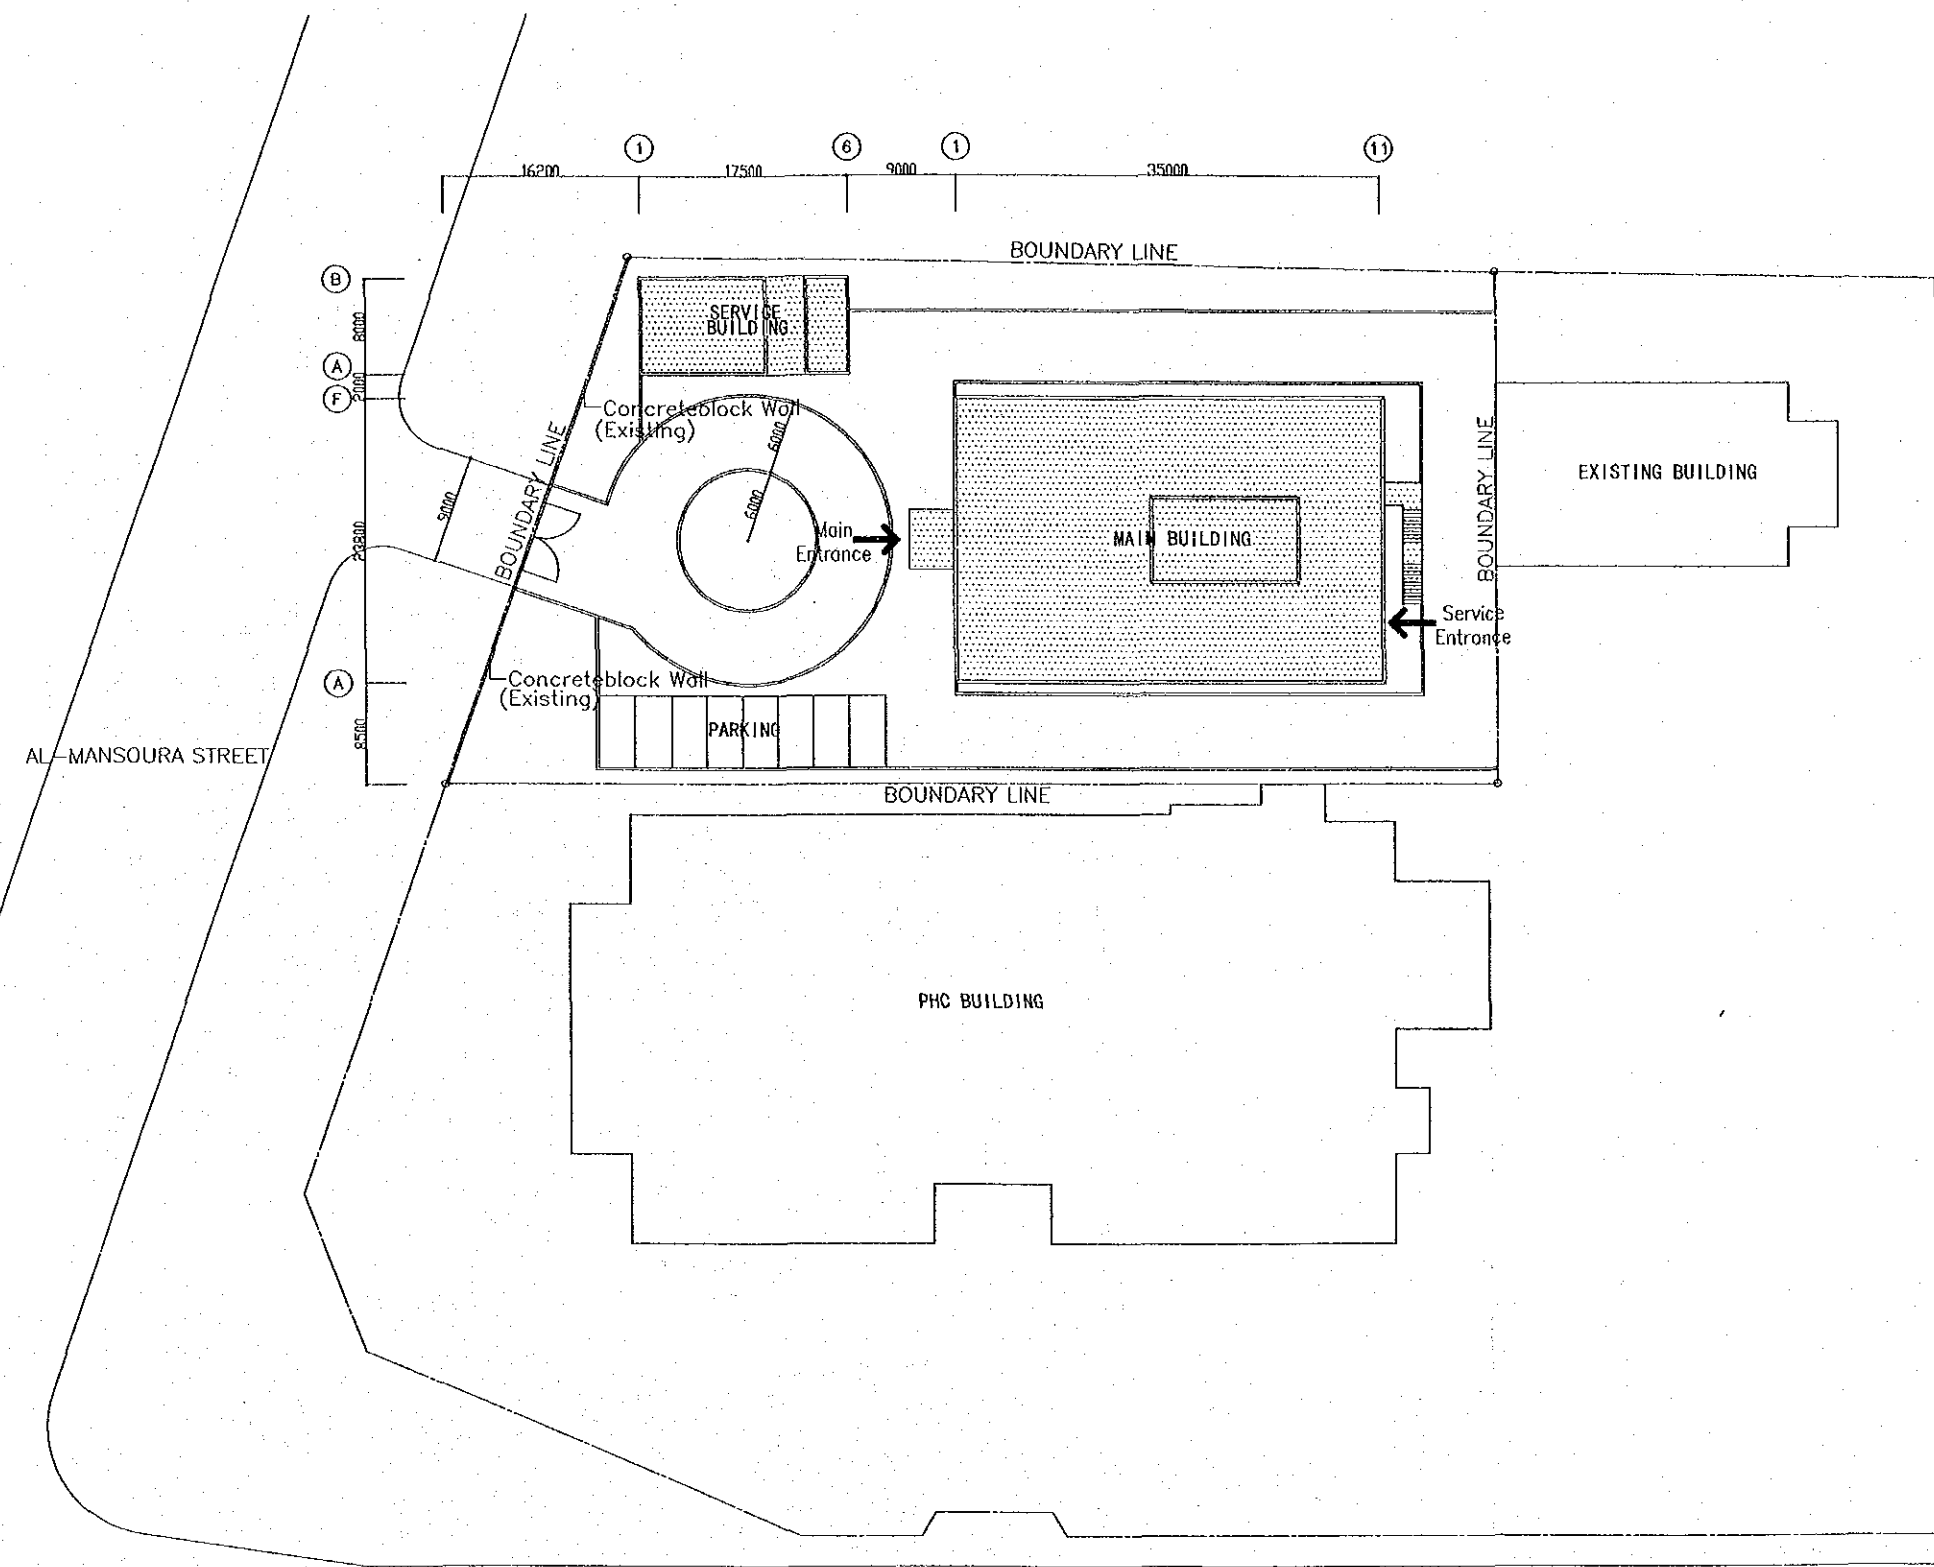 1
6
1
11
16200
17500
9000
35000
BOUNDARY LINE
B
8000
SERVICE
BUILDING
A
2000
F
Concreteblock Wall
(Existing)
6000
6000
9000
23800
BOUNDARY LINE
Main
Entrance
MAIN BUILDING
BOUNDARY LINE
EXISTING BUILDING
Service
Entrance
A
Concreteblock Wall
(Existing)
8500
PARKING
AL-MANSOURA STREET
BOUNDARY LINE
PHC BUILDING